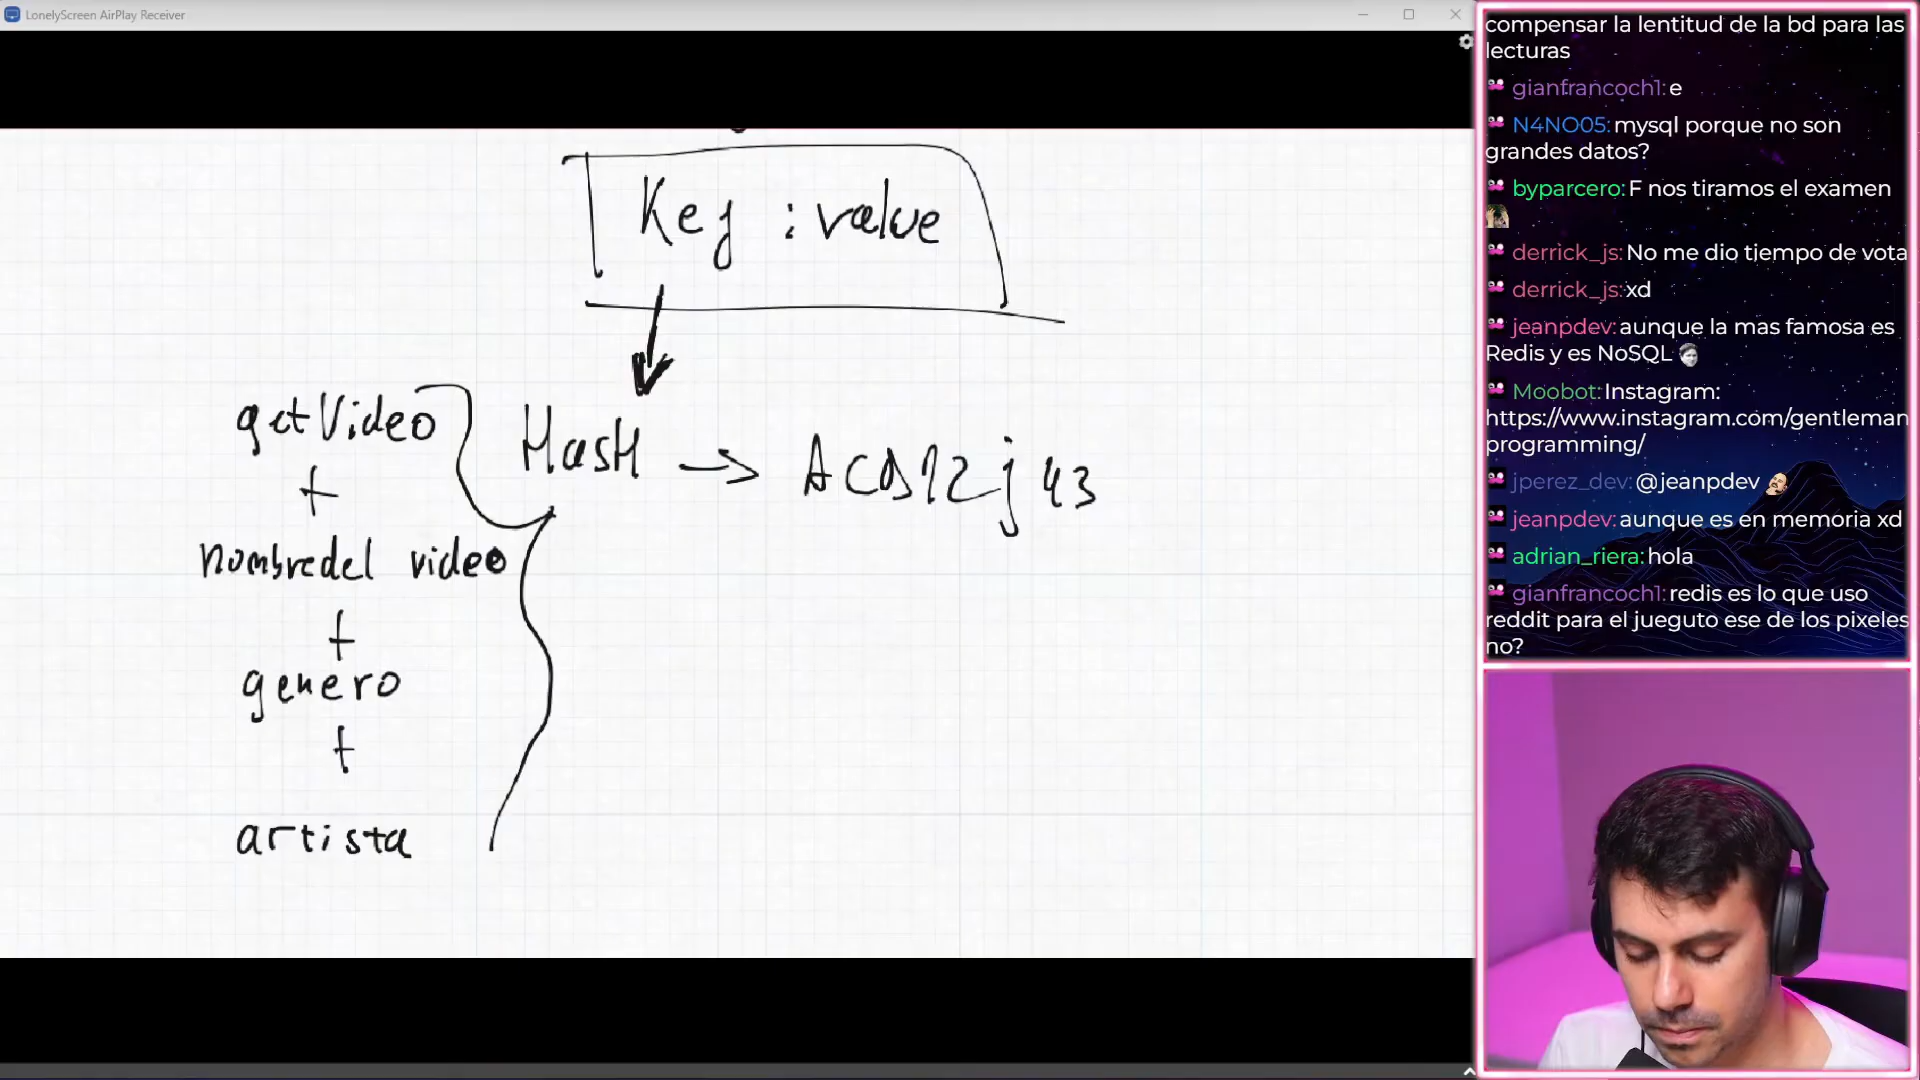 LonelyScreen AirPlay Receiver
Key : value
getVideo
+
nombredel video
+
genero
+
artista
HasH → ACD12j43
compensar la lentitud de la bd para las
lecturas
gianfrancoch1: e
N4NO05: mysql porque no son
grandes datos?
byparcero: F nos tiramos el examen
derrick_js: No me dio tiempo de vota
derrick_js: xd
jeanpdev: aunque la mas famosa es
Redis y es NoSQL
Moobot: Instagram:
https://www.instagram.com/gentleman
programming/
jperez_dev: @jeanpdev
jeanpdev: aunque es en memoria xd
adrian_riera: hola
gianfrancoch1: redis es lo que uso
reddit para el jueguto ese de los pixeles
no?